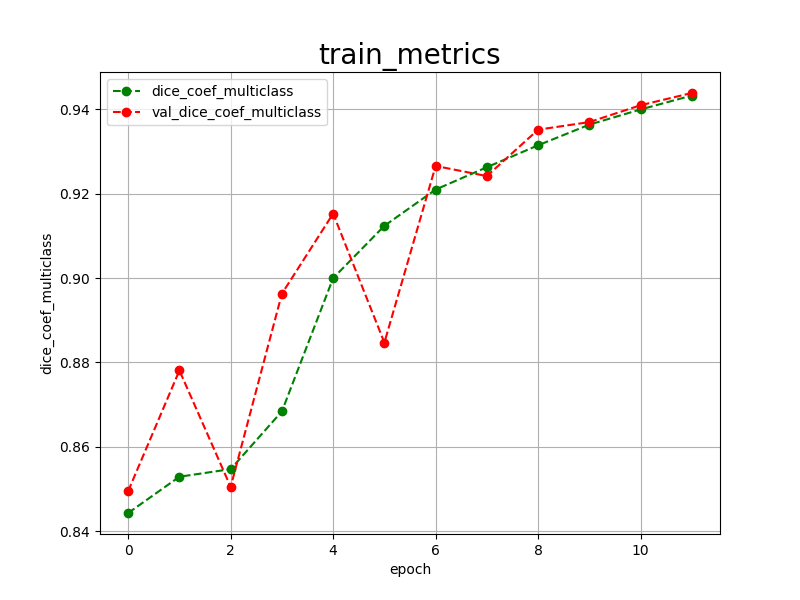 train_metrics
dice_coef_multiclass
val_dice_coef_multiclass
dice_coef_multiclass
0.94
0.92
0.90
0.88
0.86
0.84
0 2 4 6 8 10
epoch